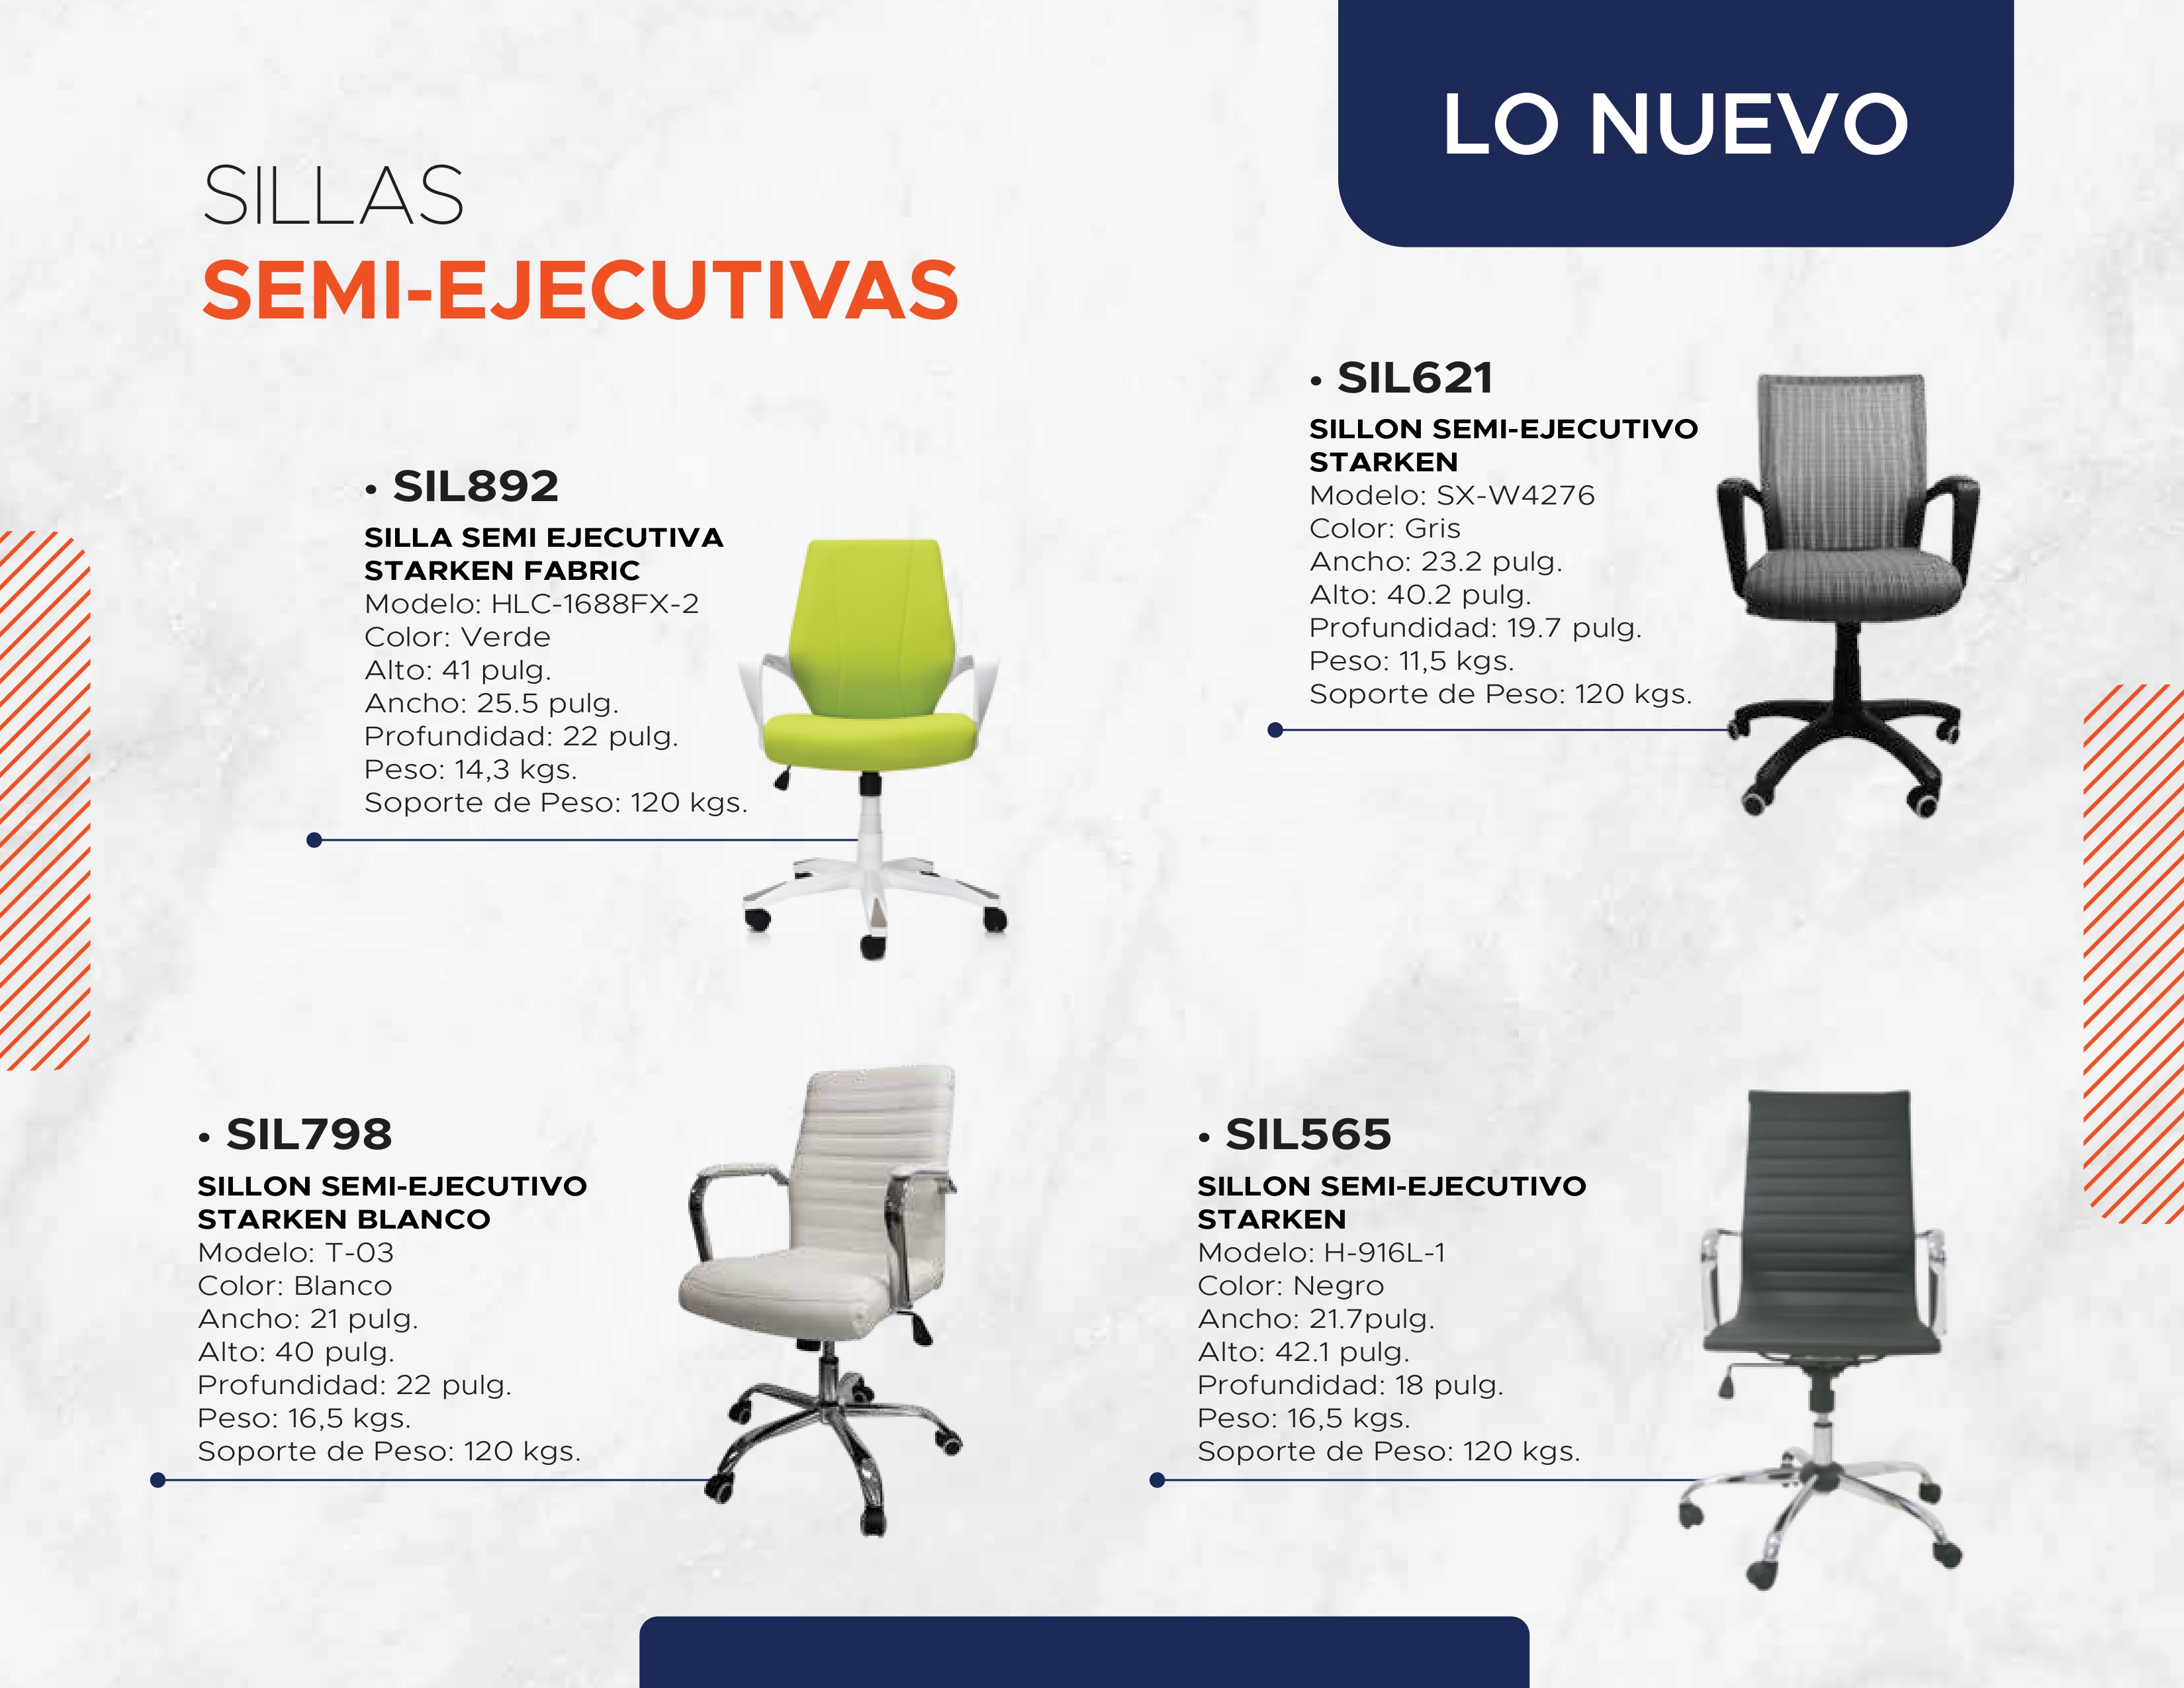 LO NUEVO
SILLAS
SEMI-EJECUTIVAS
• SIL892
SILLA SEMI EJECUTIVA
STARKEN FABRIC
Modelo: HLC-1688FX-2
Color: Verde
Alto: 41 pulg.
Ancho: 25.5 pulg.
Profundidad: 22 pulg.
Peso: 14,3 kgs.
Soporte de Peso: 120 kgs.
• SIL621
SILLON SEMI-EJECUTIVO
STARKEN
Modelo: SX-W4276
Color: Gris
Ancho: 23.2 pulg.
Alto: 40.2 pulg.
Profundidad: 19.7 pulg.
Peso: 11,5 kgs.
Soporte de Peso: 120 kgs.
• SIL798
SILLON SEMI-EJECUTIVO
STARKEN BLANCO
Modelo: T-03
Color: Blanco
Ancho: 21 pulg.
Alto: 40 pulg.
Profundidad: 22 pulg.
Peso: 16,5 kgs.
Soporte de Peso: 120 kgs.
• SIL565
SILLON SEMI-EJECUTIVO
STARKEN
Modelo: H-916L-1
Color: Negro
Ancho: 21.7pulg.
Alto: 42.1 pulg.
Profundidad: 18 pulg.
Peso: 16,5 kgs.
Soporte de Peso: 120 kgs.